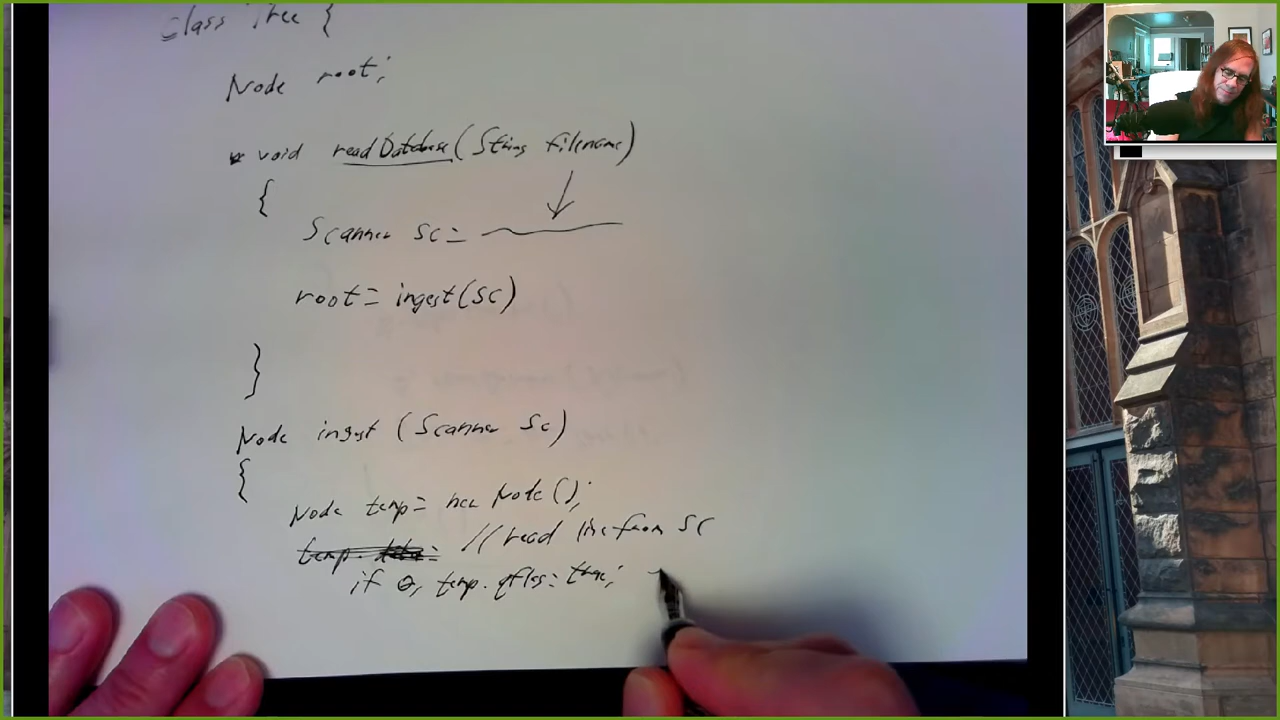 class Tree {
Node root;
void readDatabase(String filename)
{
Scanner sc=
root= ingest(sc)
}
Node ingest (Scanner sc)
{
Node temp= new Node();
// read line from sc
if Q, temp.qflag= true;